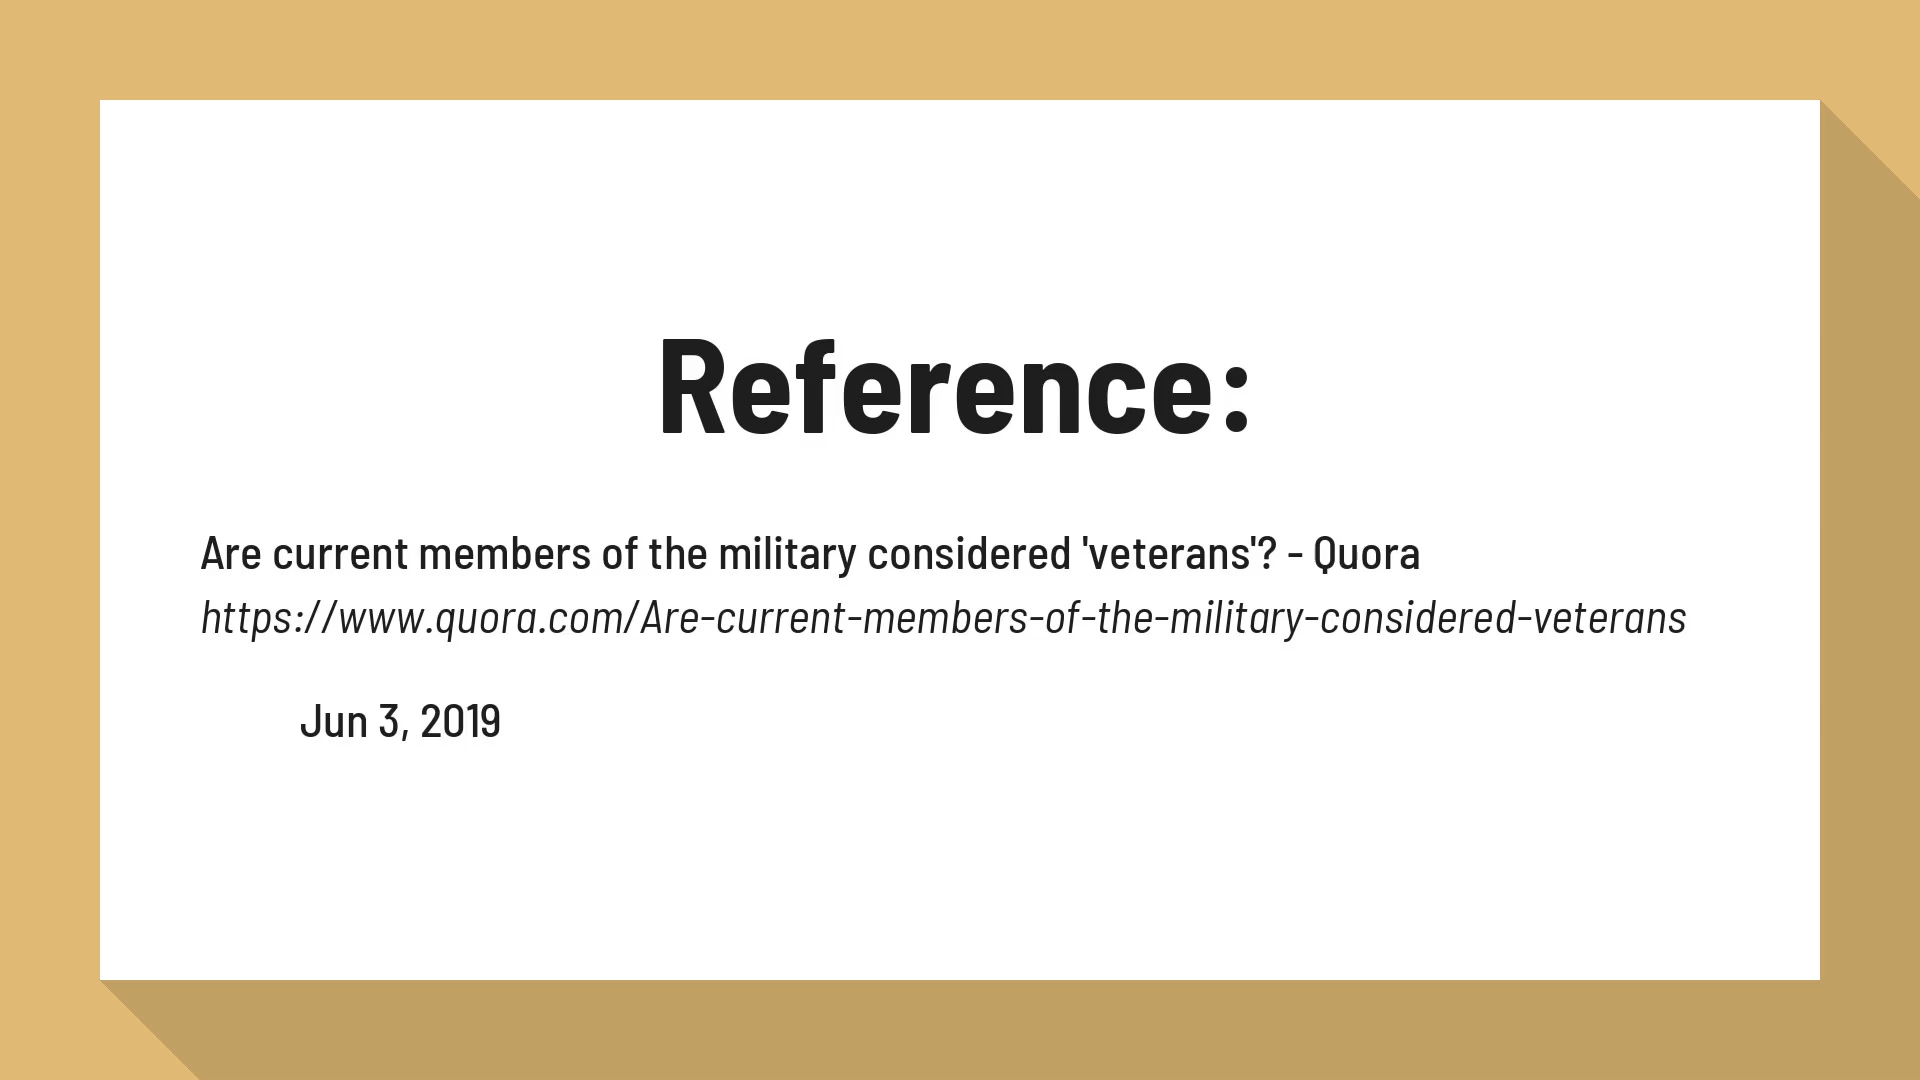 Reference:
Are current members of the military considered 'veterans'? - Quora
https://www.quora.com/Are-current-members-of-the-military-considered-veterans
Jun 3, 2019